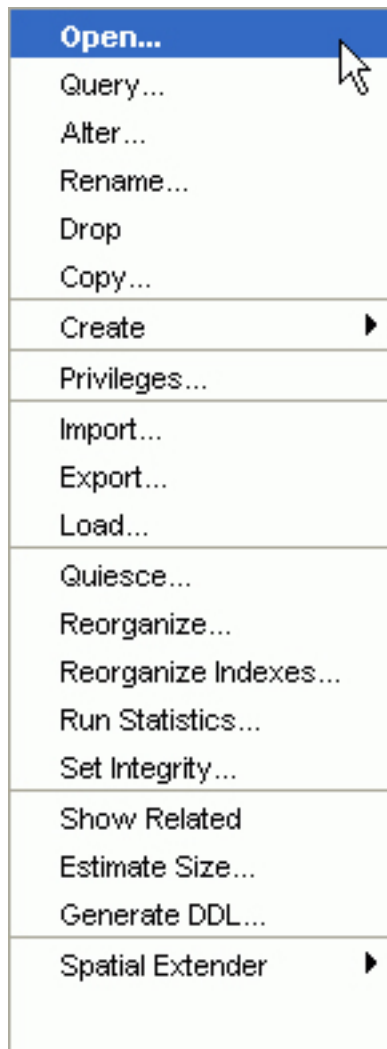 Open...
Query...
Alter...
Rename...
Drop
Copy...
Create
Privileges...
Import...
Export...
Load...
Quiesce...
Reorganize...
Reorganize Indexes...
Run Statistics...
Set Integrity...
Show Related
Estimate Size...
Generate DDL...
Spatial Extender